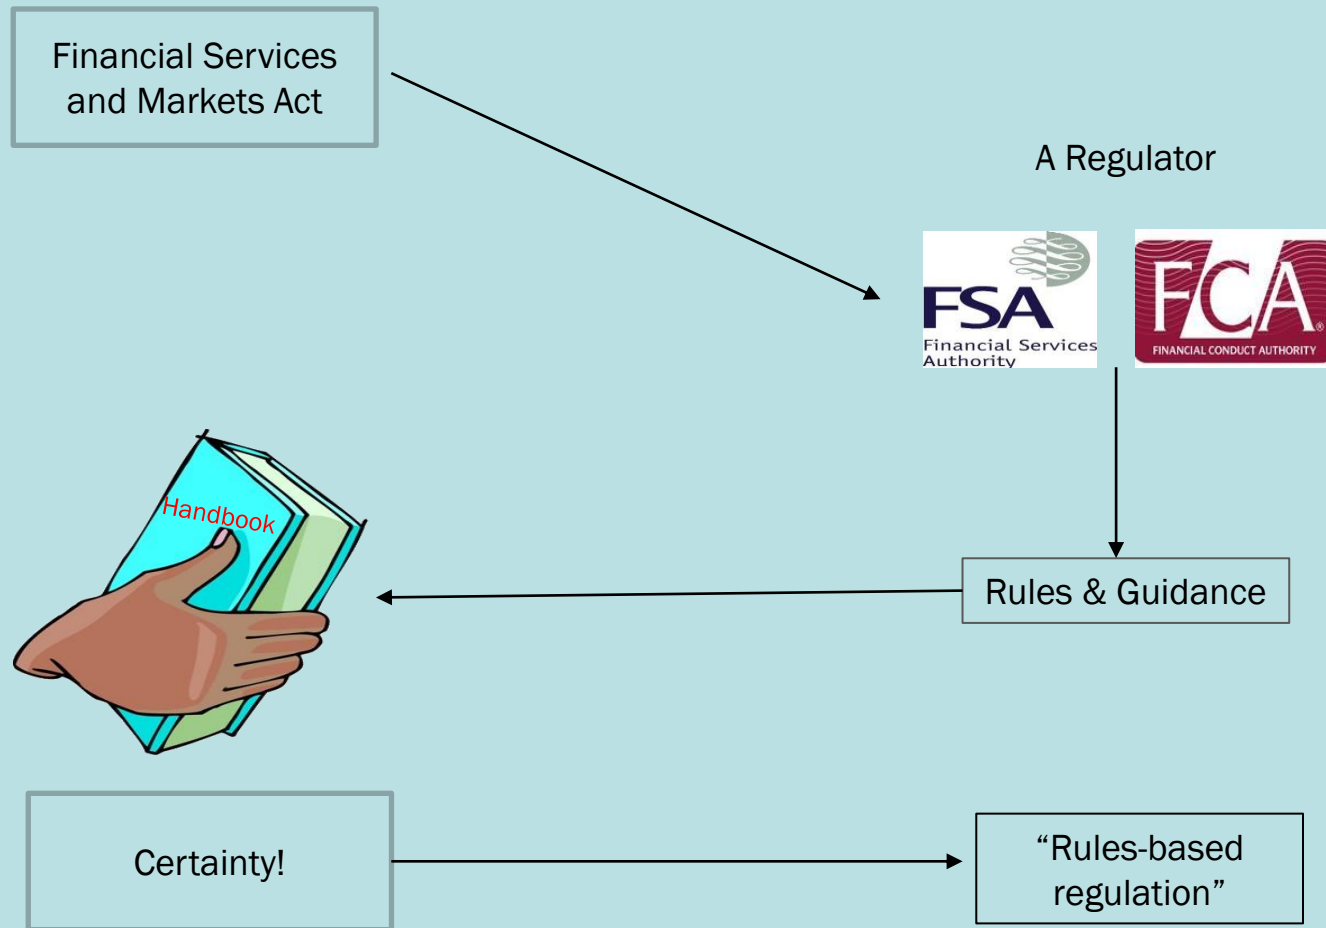 Financial Services
and Markets Act
A Regulator
FSA
Financial Services
Authority
FCA®
FINANCIAL CONDUCT AUTHORITY
Handbook
Rules & Guidance
Certainty!
“Rules-based
regulation”